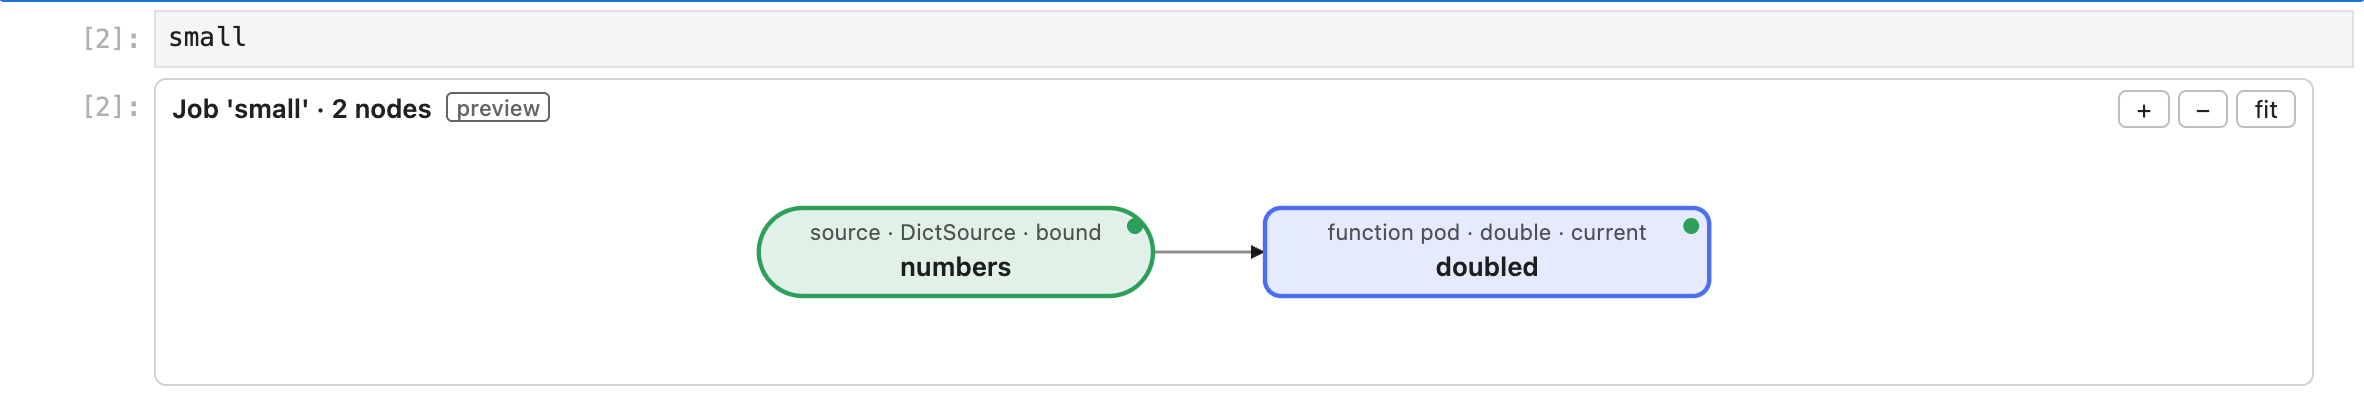 [2]: small
[2]: Job 'small' · 2 nodes preview + − fit
source · DictSource · bound
numbers
function pod · double · current
doubled